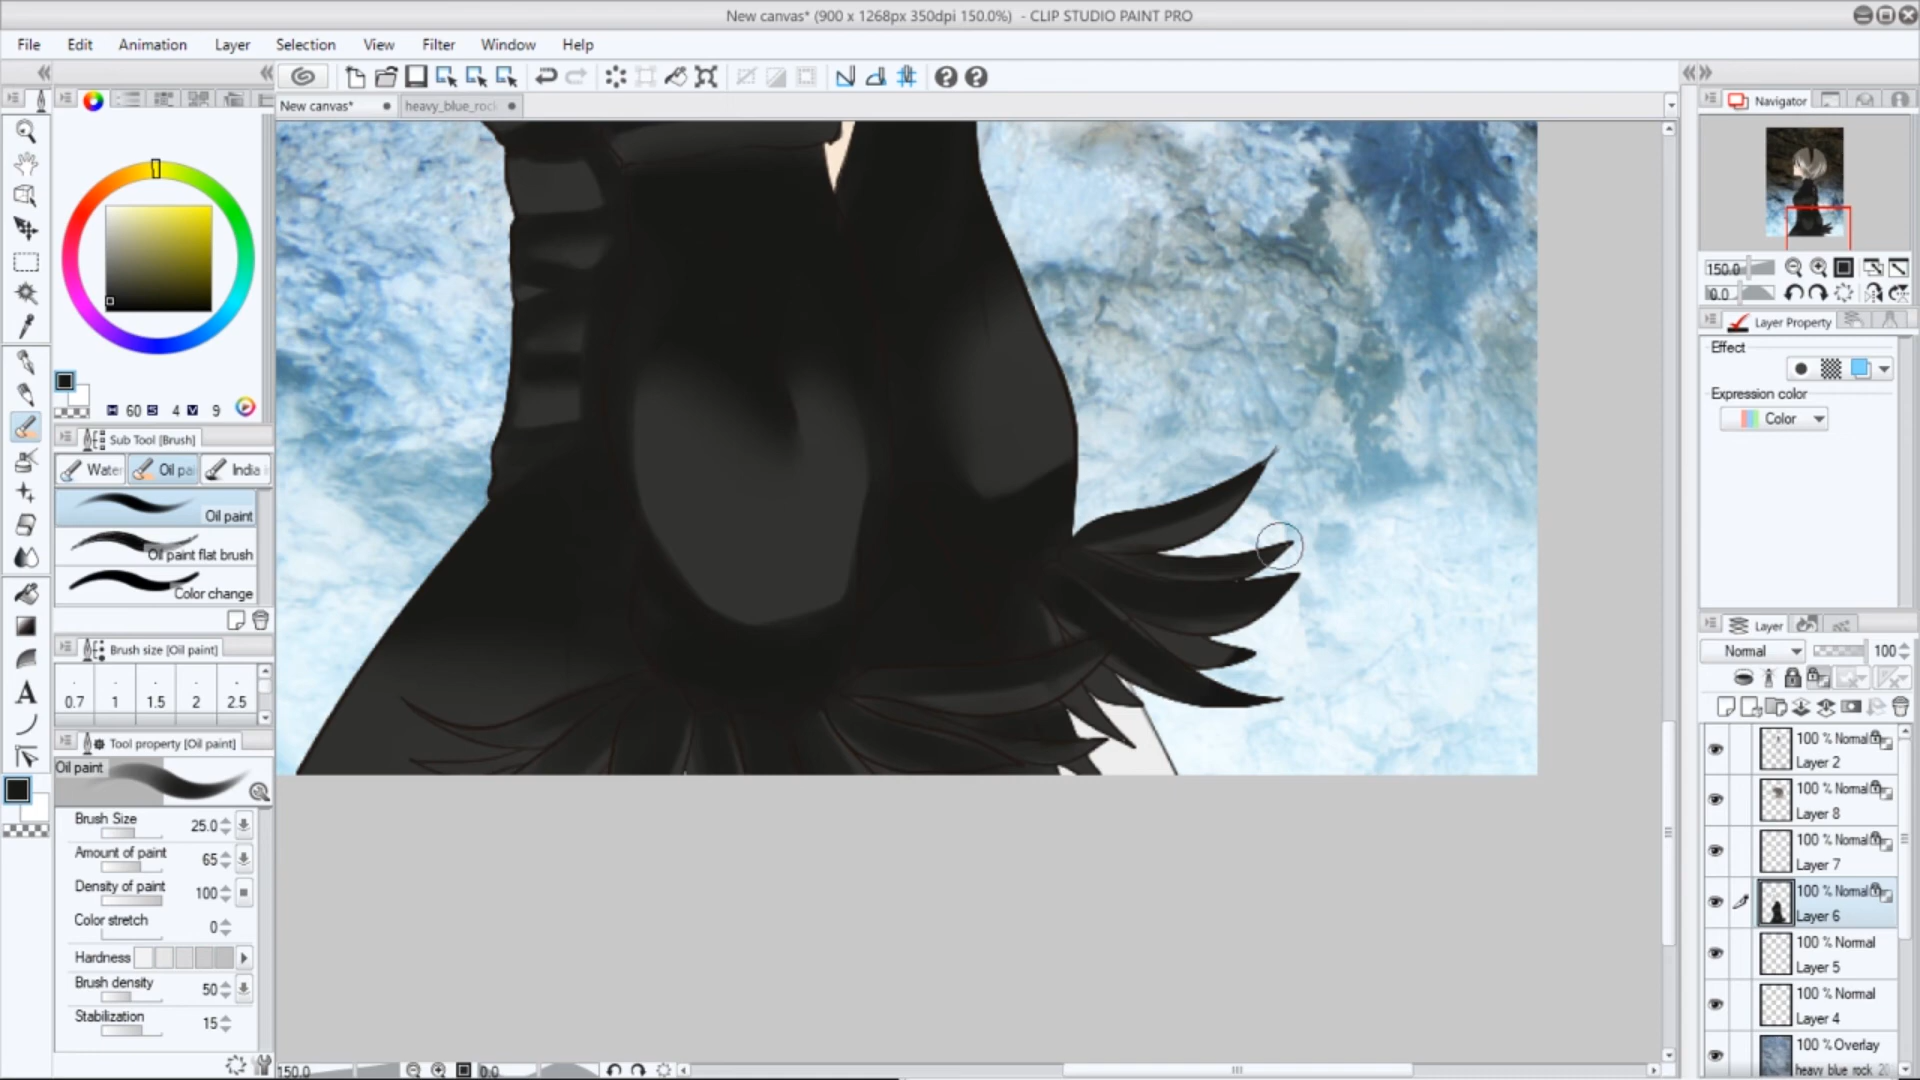 New canvas* (900 x 1268px 350dpi 150.0%) - CLIP STUDIO PAINT PRO
File Edit Animation Layer Selection View Filter Window Help
New canvas* heavy_blue_rock
Navigator
150.0
0.0
Layer Property
Effect
Expression color
Color
H 60 S 4 V 9
Sub Tool [Brush]
Water Oil pai India i
Oil paint
Oil paint flat brush
Color change
Brush size [Oil paint]
0.7 1 1.5 2 2.5
Tool property [Oil paint]
Oil paint
Brush Size 25.0
Amount of paint 65
Density of paint 100
Color stretch 0
Hardness
Brush density 50
Stabilization 15
A
Layer
Normal 100
100 % Normal
Layer 2
100 % Normal
Layer 8
100 % Normal
Layer 7
100 % Normal
Layer 6
100 % Normal
Layer 5
100 % Normal
Layer 4
100 % Overlay
heavy blue rock 20
150.0 0.0